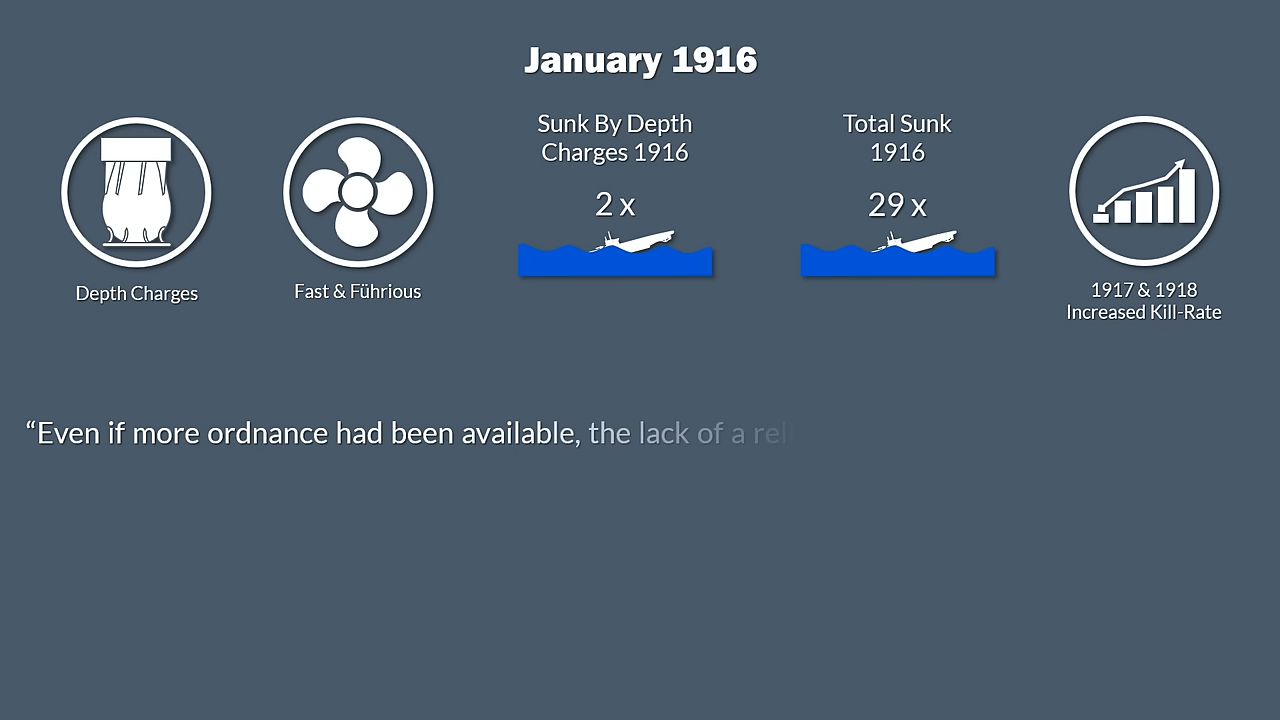 January 1916
Sunk By Depth
Charges 1916
Total Sunk
1916
2 x
29 x
Depth Charges
Fast & Führious
1917 & 1918
Increased Kill-Rate
“Even if more ordnance had been available, the lack of a